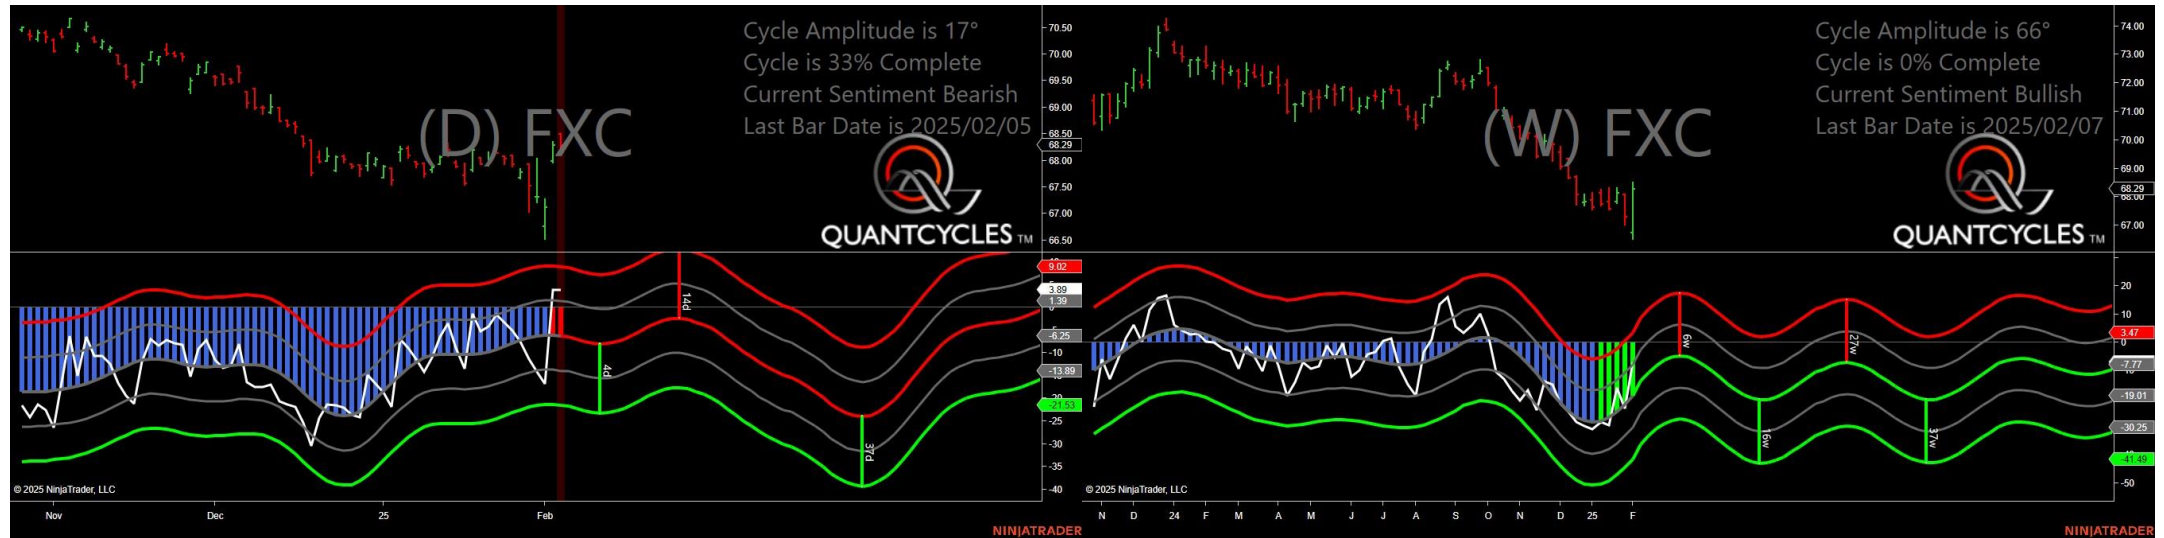 Cycle Amplitude is 17°
Cycle is 33% Complete
Current Sentiment Bearish
Last Bar Date is 2025/02/05
(D) FXC
QUANTCYCLES TM
70.50
70.00
69.50
69.00
68.50
68.29
68.00
67.50
67.00
66.50
9.02
3.89
1.39
0
-6.25
-10
-13.89
-21.53
-25
-30
-35
-40
4d
14d
37d
© 2025 NinjaTrader, LLC
Nov Dec 25 Feb
NINJATRADER
Cycle Amplitude is 66°
Cycle is 0% Complete
Current Sentiment Bullish
Last Bar Date is 2025/02/07
(W) FXC
QUANTCYCLES TM
74.00
73.00
72.00
71.00
70.00
69.00
68.29
68.00
67.00
20
10
3.47
0
-7.77
-19.01
-30.25
-41.49
-50
6w
16w
27w
37w
© 2025 NinjaTrader, LLC
N D 24 F M A M J J A S O N D 25 F
NINJATRADER